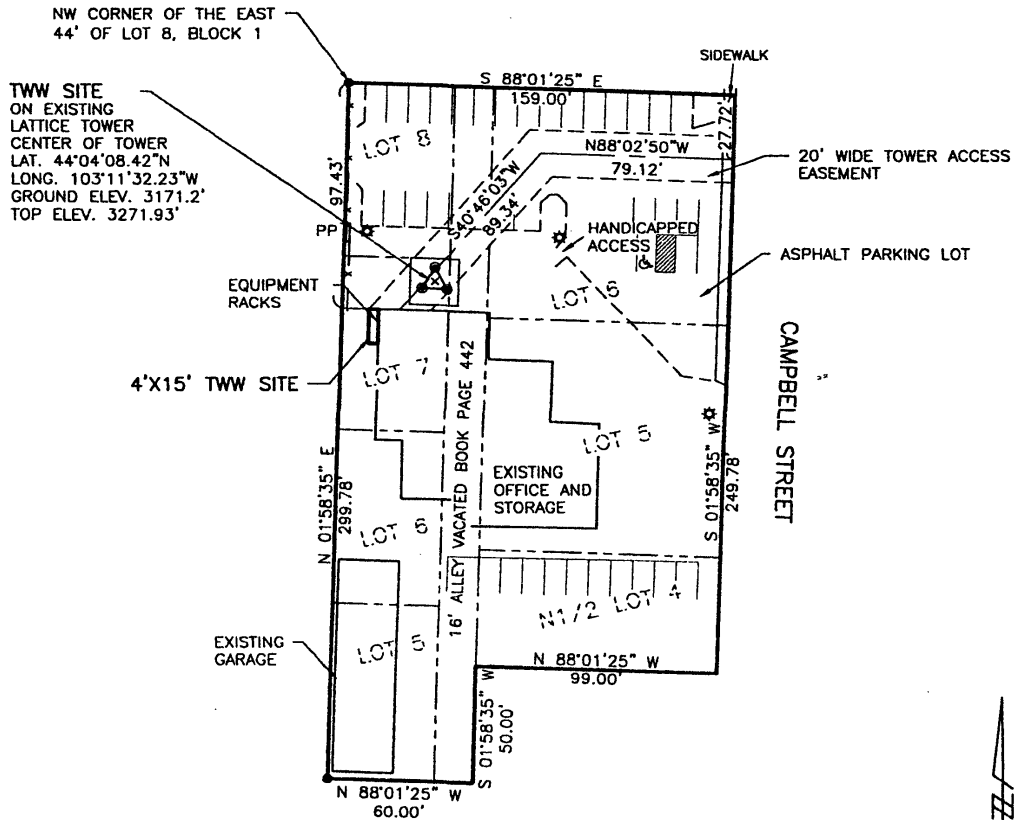 NW CORNER OF THE EAST
44' OF LOT 8, BLOCK 1
SIDEWALK
S 88°01'25" E
159.00'
TWW SITE
ON EXISTING
LATTICE TOWER
CENTER OF TOWER
LAT. 44°04'08.42"N
LONG. 103°11'32.23"W
GROUND ELEV. 3171.2'
TOP ELEV. 3271.93'
27.72'
LOT 8
97.43'
N88°02'50"W
79.12'
20' WIDE TOWER ACCESS
EASEMENT
S40°46'03"W
89.34'
PP
HANDICAPPED
ACCESS
ASPHALT PARKING LOT
EQUIPMENT
RACKS
LOT 6
CAMPBELL STREET
4'X15' TWW SITE
LOT 7
16' ALLEY VACATED BOOK PAGE 442
LOT 5
EXISTING
OFFICE AND
STORAGE
N 01°58'35" E
299.78'
S 01°58'35" W
249.78'
LOT 6
N1/2 LOT 4
EXISTING
GARAGE
LOT 5
N 88°01'25" W
99.00'
S 01°58'35" W
50.00'
N 88°01'25" W
60.00'
N